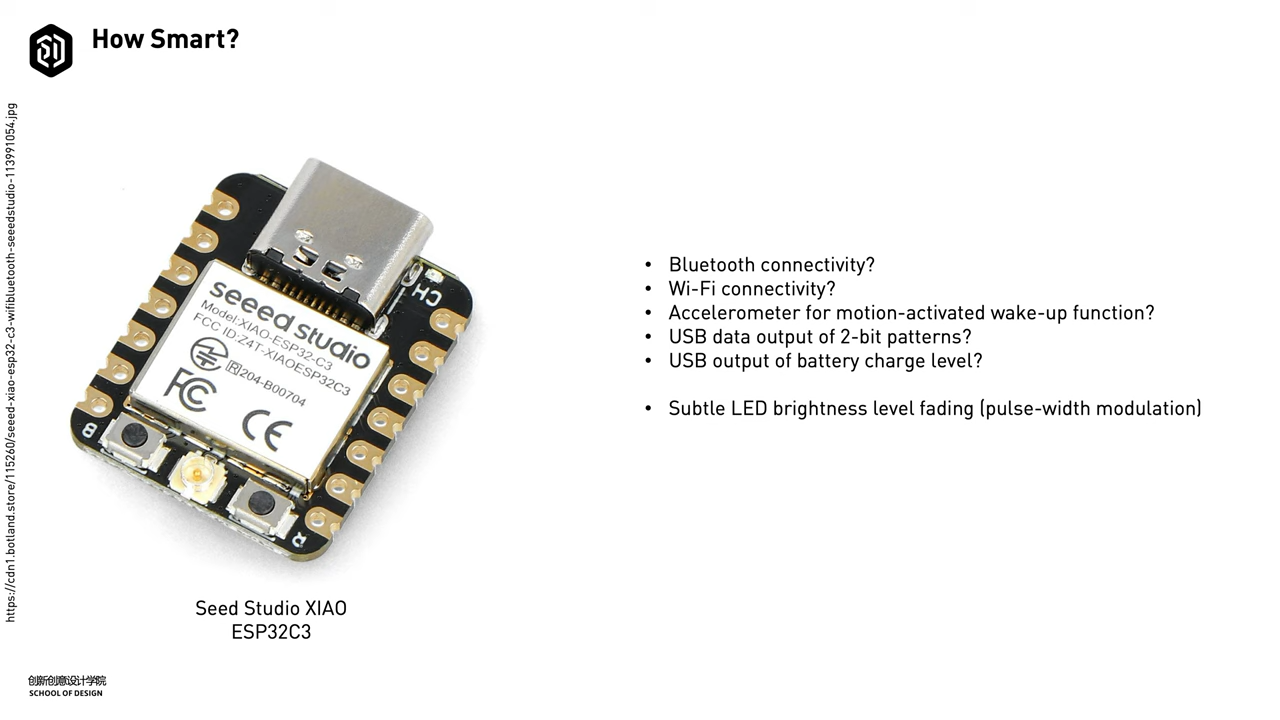 How Smart?
https://cdn1.botland.store/115260/seeed-xiao-esp32-c3-wifibluetooth-seeedstudio-113991054.jpg
seeed studio
Model:XIAO-ESP32-C3
FCC ID:Z4T-XIAOESP32C3
R 204-B00704
FC CE
CH
B
R
• Bluetooth connectivity?
• Wi-Fi connectivity?
• Accelerometer for motion-activated wake-up function?
• USB data output of 2-bit patterns?
• USB output of battery charge level?
• Subtle LED brightness level fading (pulse-width modulation)
Seed Studio XIAO
ESP32C3
创新创意设计学院
SCHOOL OF DESIGN